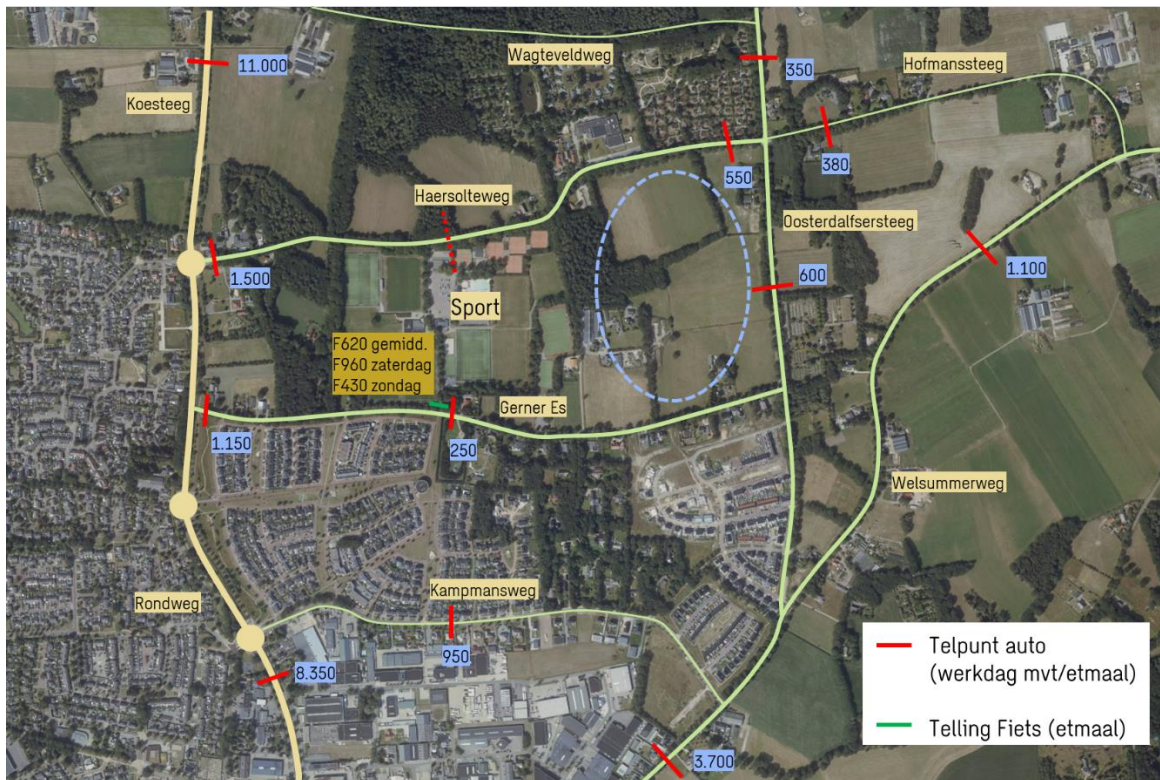 Wagteveldweg
11.000
350
Hofmanssteeg
Koesteeg
550
380
Haersolteweg
Oosterdalfsersteeg
1.500
1.100
600
Sport
F620 gemidd.
F960 zaterdag
F430 zondag
Gerner Es
1.150
250
Welsummerweg
Kampmansweg
Rondweg
950
8.350
3.700
Telpunt auto
(werkdag mvt/etmaal)
Telling Fiets (etmaal)